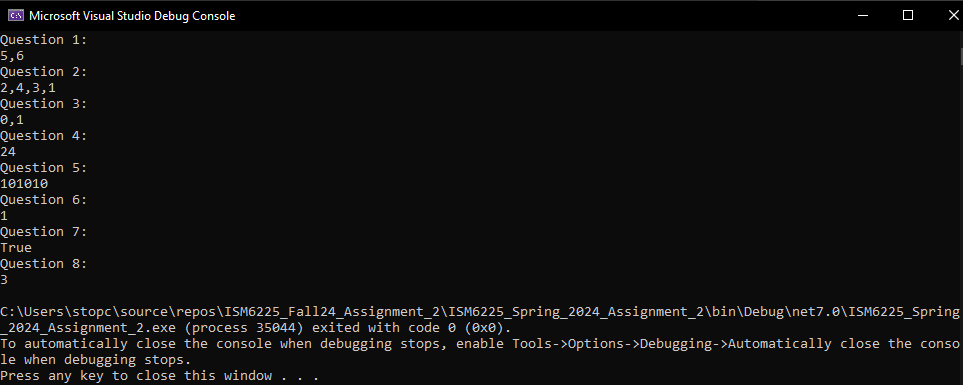 Microsoft Visual Studio Debug Console
Question 1:
5,6
Question 2:
2,4,3,1
Question 3:
0,1
Question 4:
24
Question 5:
101010
Question 6:
1
Question 7:
True
Question 8:
3
C:\Users\stopc\source\repos\ISM6225_Fall24_Assignment_2\ISM6225_Spring_2024_Assignment_2\bin\Debug\net7.0\ISM6225_Spring
_2024_Assignment_2.exe (process 35044) exited with code 0 (0x0).
To automatically close the console when debugging stops, enable Tools->Options->Debugging->Automatically close the conso
le when debugging stops.
Press any key to close this window . . .